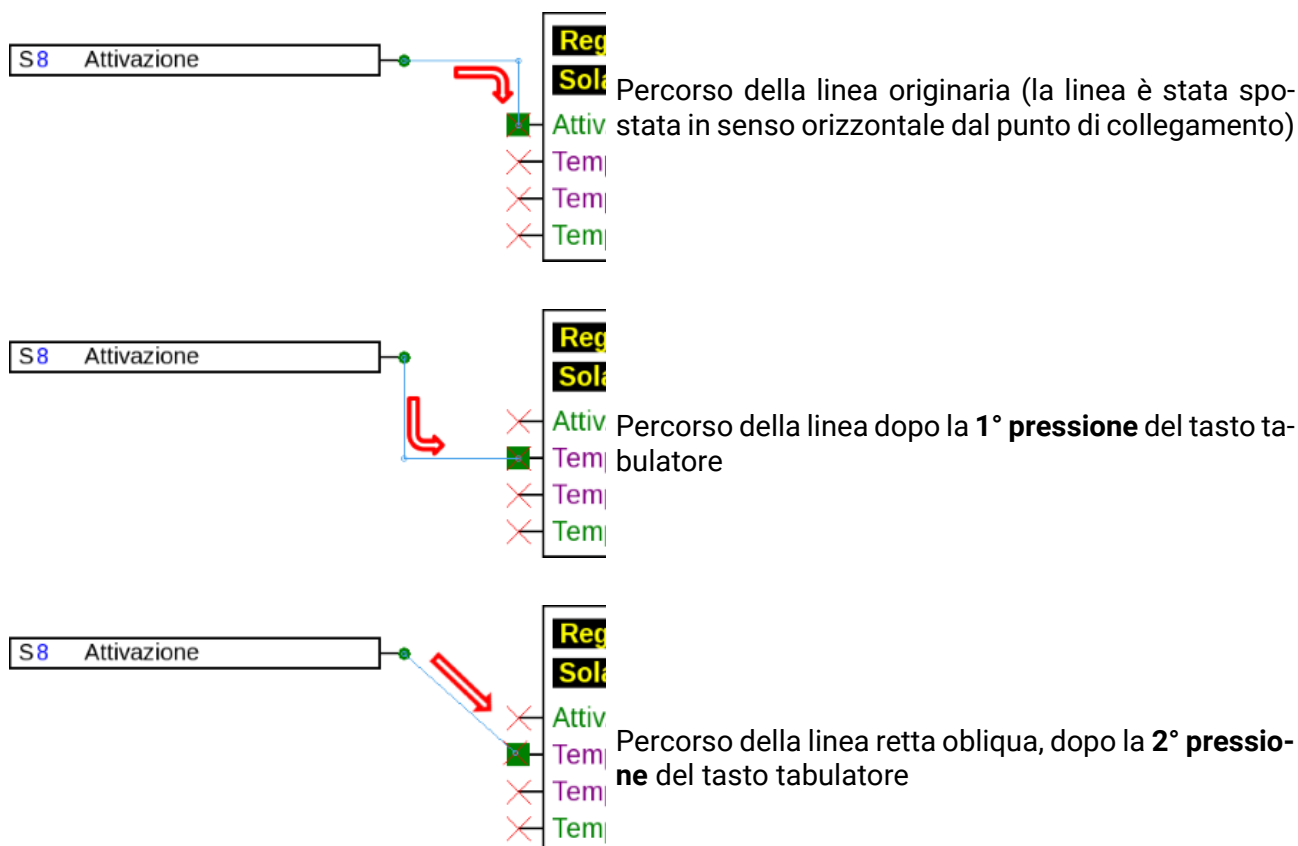 S8 Attivazione
Reg
Sola
Attiv
Temp
Temp
Temp
Percorso della linea originaria (la linea è stata spo-
stata in senso orizzontale dal punto di collegamento)
S8 Attivazione
Reg
Sola
Attiv
Temp
Temp
Temp
Percorso della linea dopo la 1° pressione del tasto ta-
bulatore
S8 Attivazione
Reg
Sola
Attiv
Temp
Temp
Temp
Percorso della linea retta obliqua, dopo la 2° pressio-
ne del tasto tabulatore